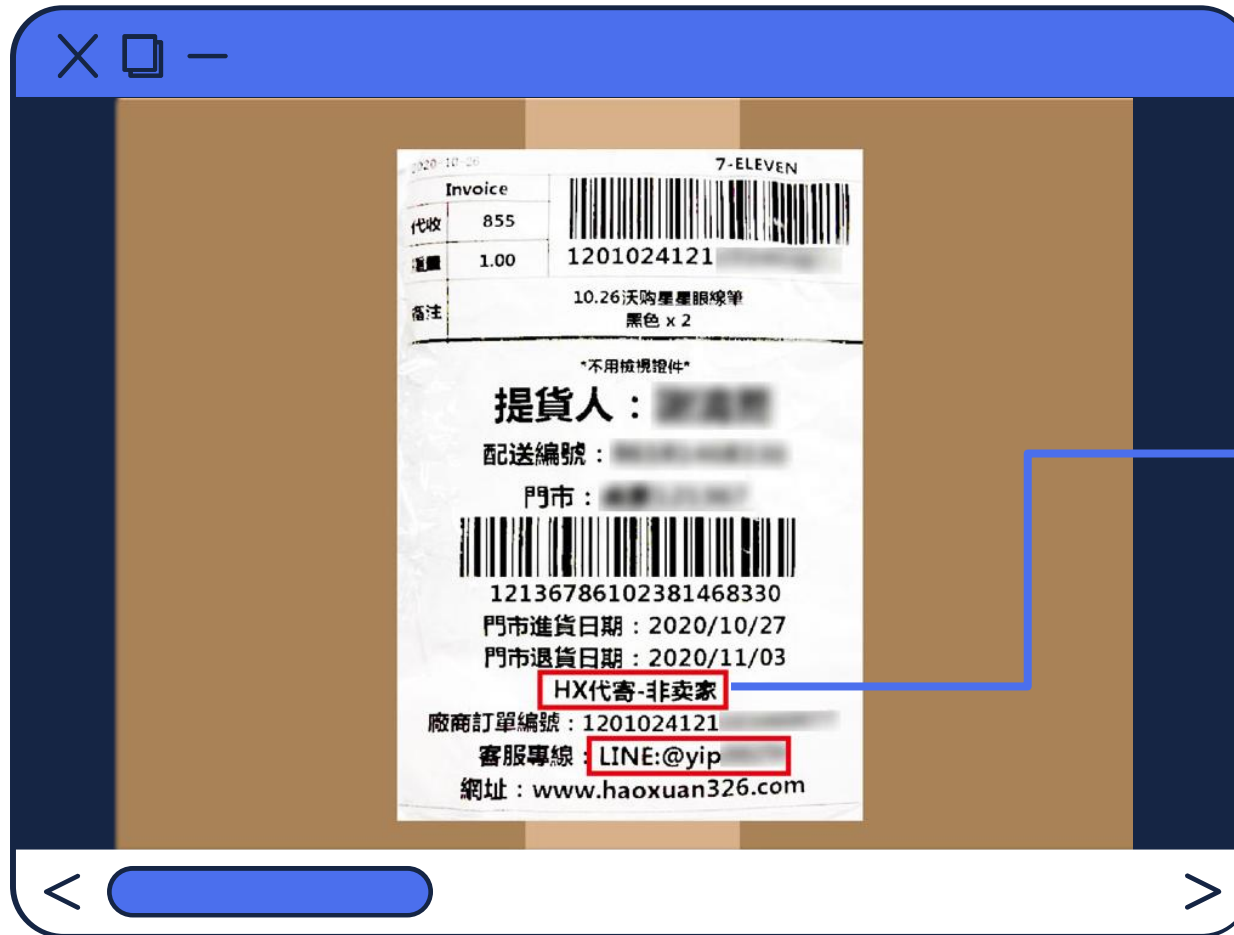 2020-10-26
7-ELEVEN
Invoice
代收 855
1201024121
重量 1.00
備注 10.26沃购星星眼線筆
黑色 x 2
*不用檢視證件*
提貨人：
配送編號：
門市：
12136786102381468330
門市進貨日期：2020/10/27
門市退貨日期：2020/11/03
HX代寄-非卖家
廠商訂單編號：1201024121
客服專線：LINE:@yip
網址：www.haoxuan326.com